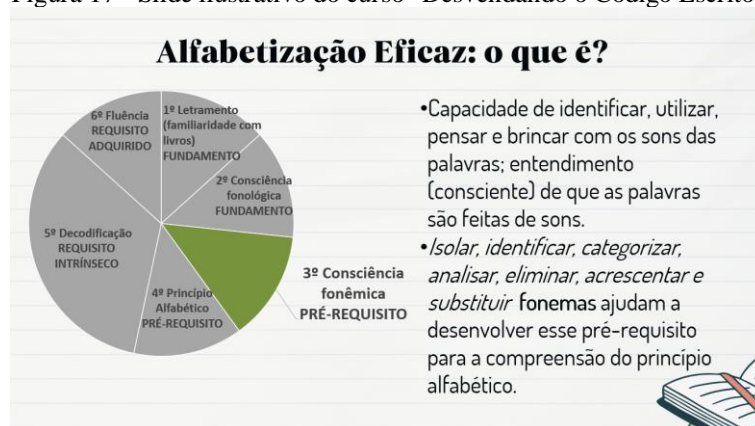 Figura 17 - Slide ilustrativo do curso "Desvendando o Código Escrito
Alfabetização Eficaz: o que é?
6º Fluência
REQUISITO
ADQUIRIDO
1º Letramento
(familiaridade com
livros)
FUNDAMENTO
2º Consciência
fonológica
FUNDAMENTO
5º Decodificação
REQUISITO
INTRÍNSECO
4º Princípio
Alfabético
PRÉ-REQUISITO
3º Consciência
fonêmica
PRÉ-REQUISITO
•Capacidade de identificar, utilizar,
pensar e brincar com os sons das
palavras; entendimento
(consciente) de que as palavras
são feitas de sons.
•Isolar, identificar, categorizar,
analisar, eliminar, acrescentar e
substituir fonemas ajudam a
desenvolver esse pré-requisito
para a compreensão do princípio
alfabético.